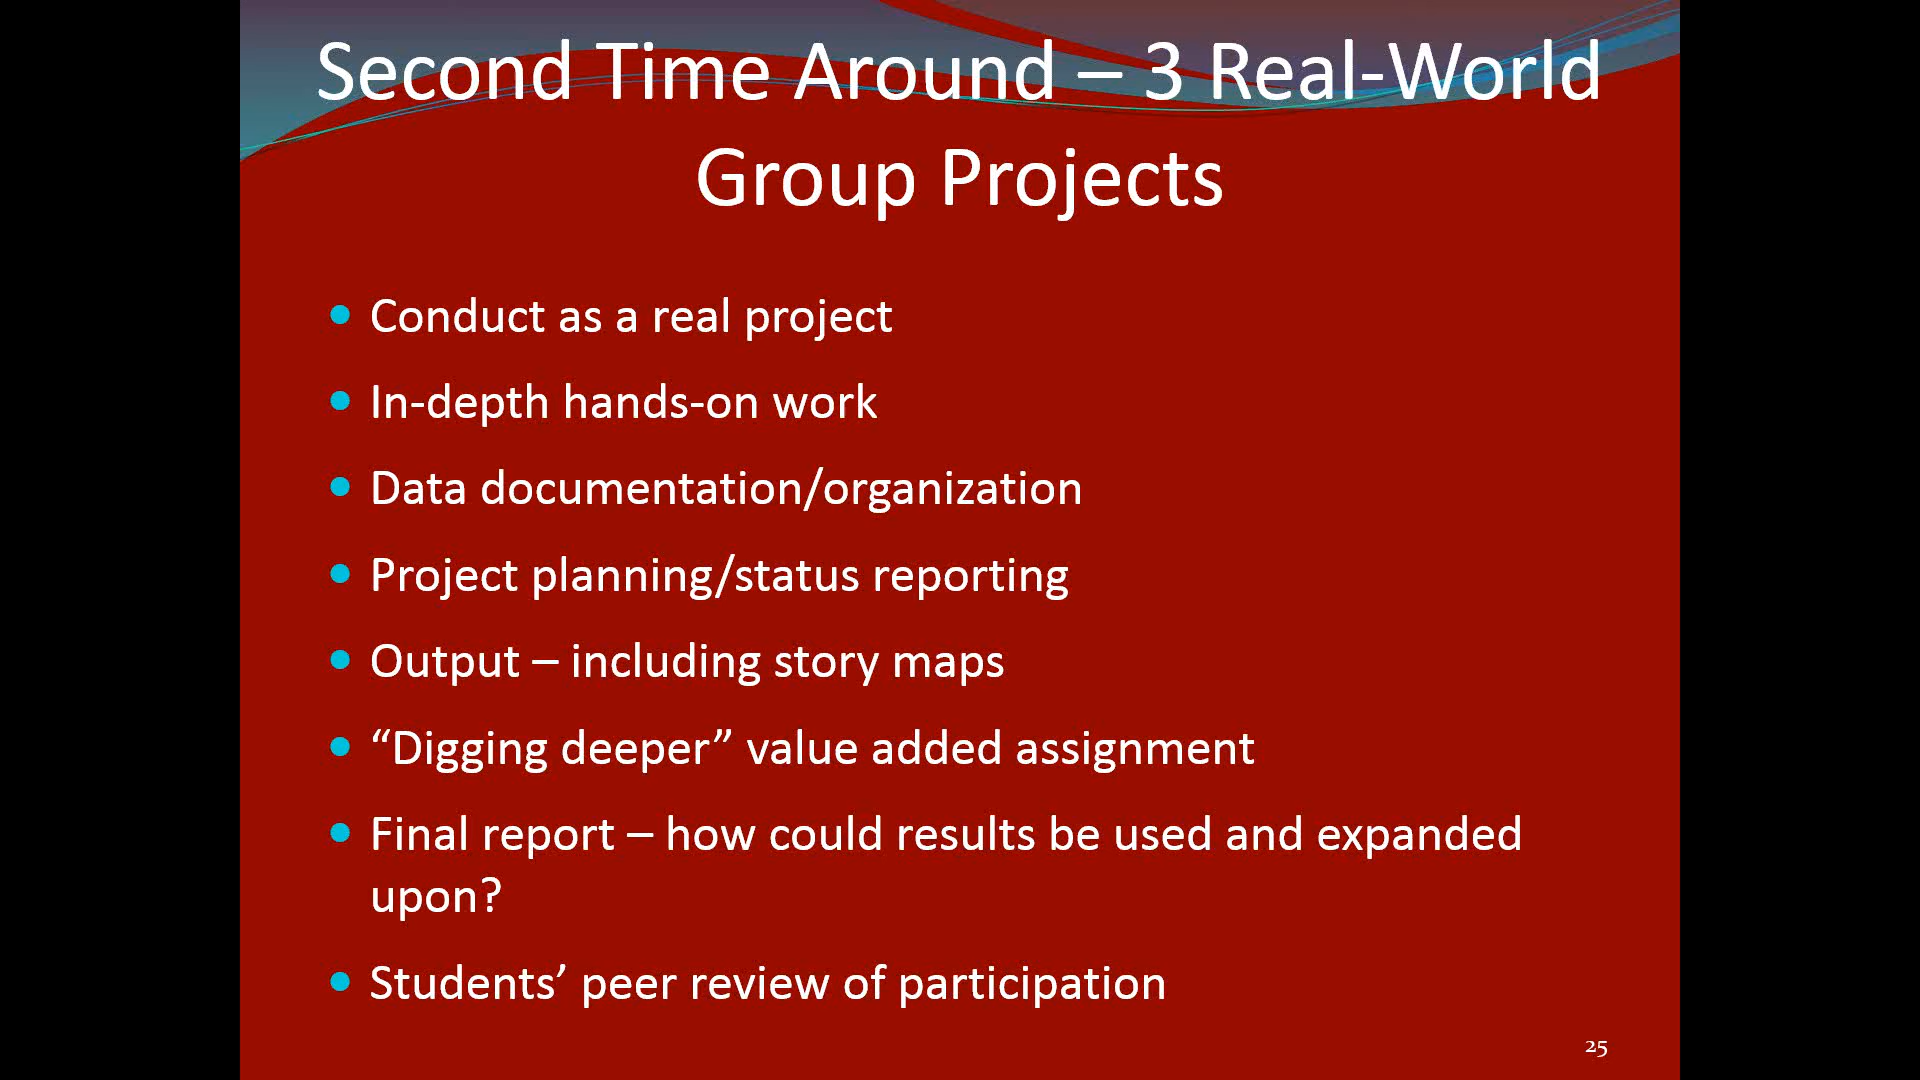 Second Time Around – 3 Real-World
Group Projects
• Conduct as a real project
• In-depth hands-on work
• Data documentation/organization
• Project planning/status reporting
• Output – including story maps
• “Digging deeper” value added assignment
• Final report – how could results be used and expanded
upon?
• Students’ peer review of participation
25